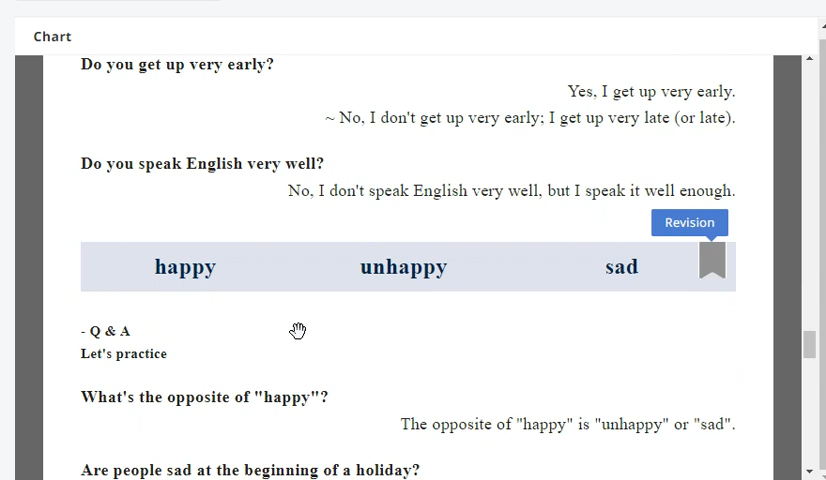 Chart
Do you get up very early?
Yes, I get up very early.
~ No, I don't get up very early; I get up very late (or late).
Do you speak English very well?
No, I don't speak English very well, but I speak it well enough.
Revision
happy unhappy sad
- Q & A
Let's practice
What's the opposite of "happy"?
The opposite of "happy" is "unhappy" or "sad".
Are people sad at the beginning of a holiday?